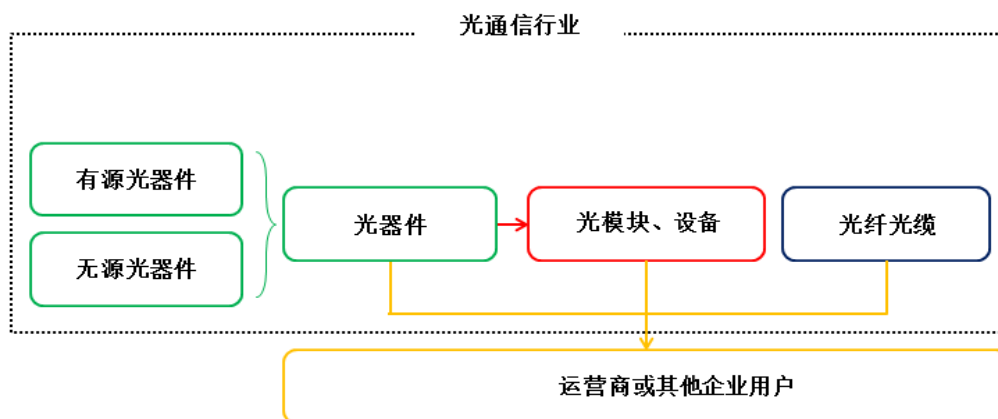 光通信行业
有源光器件
无源光器件
光器件
光模块、设备
光纤光缆
运营商或其他企业用户